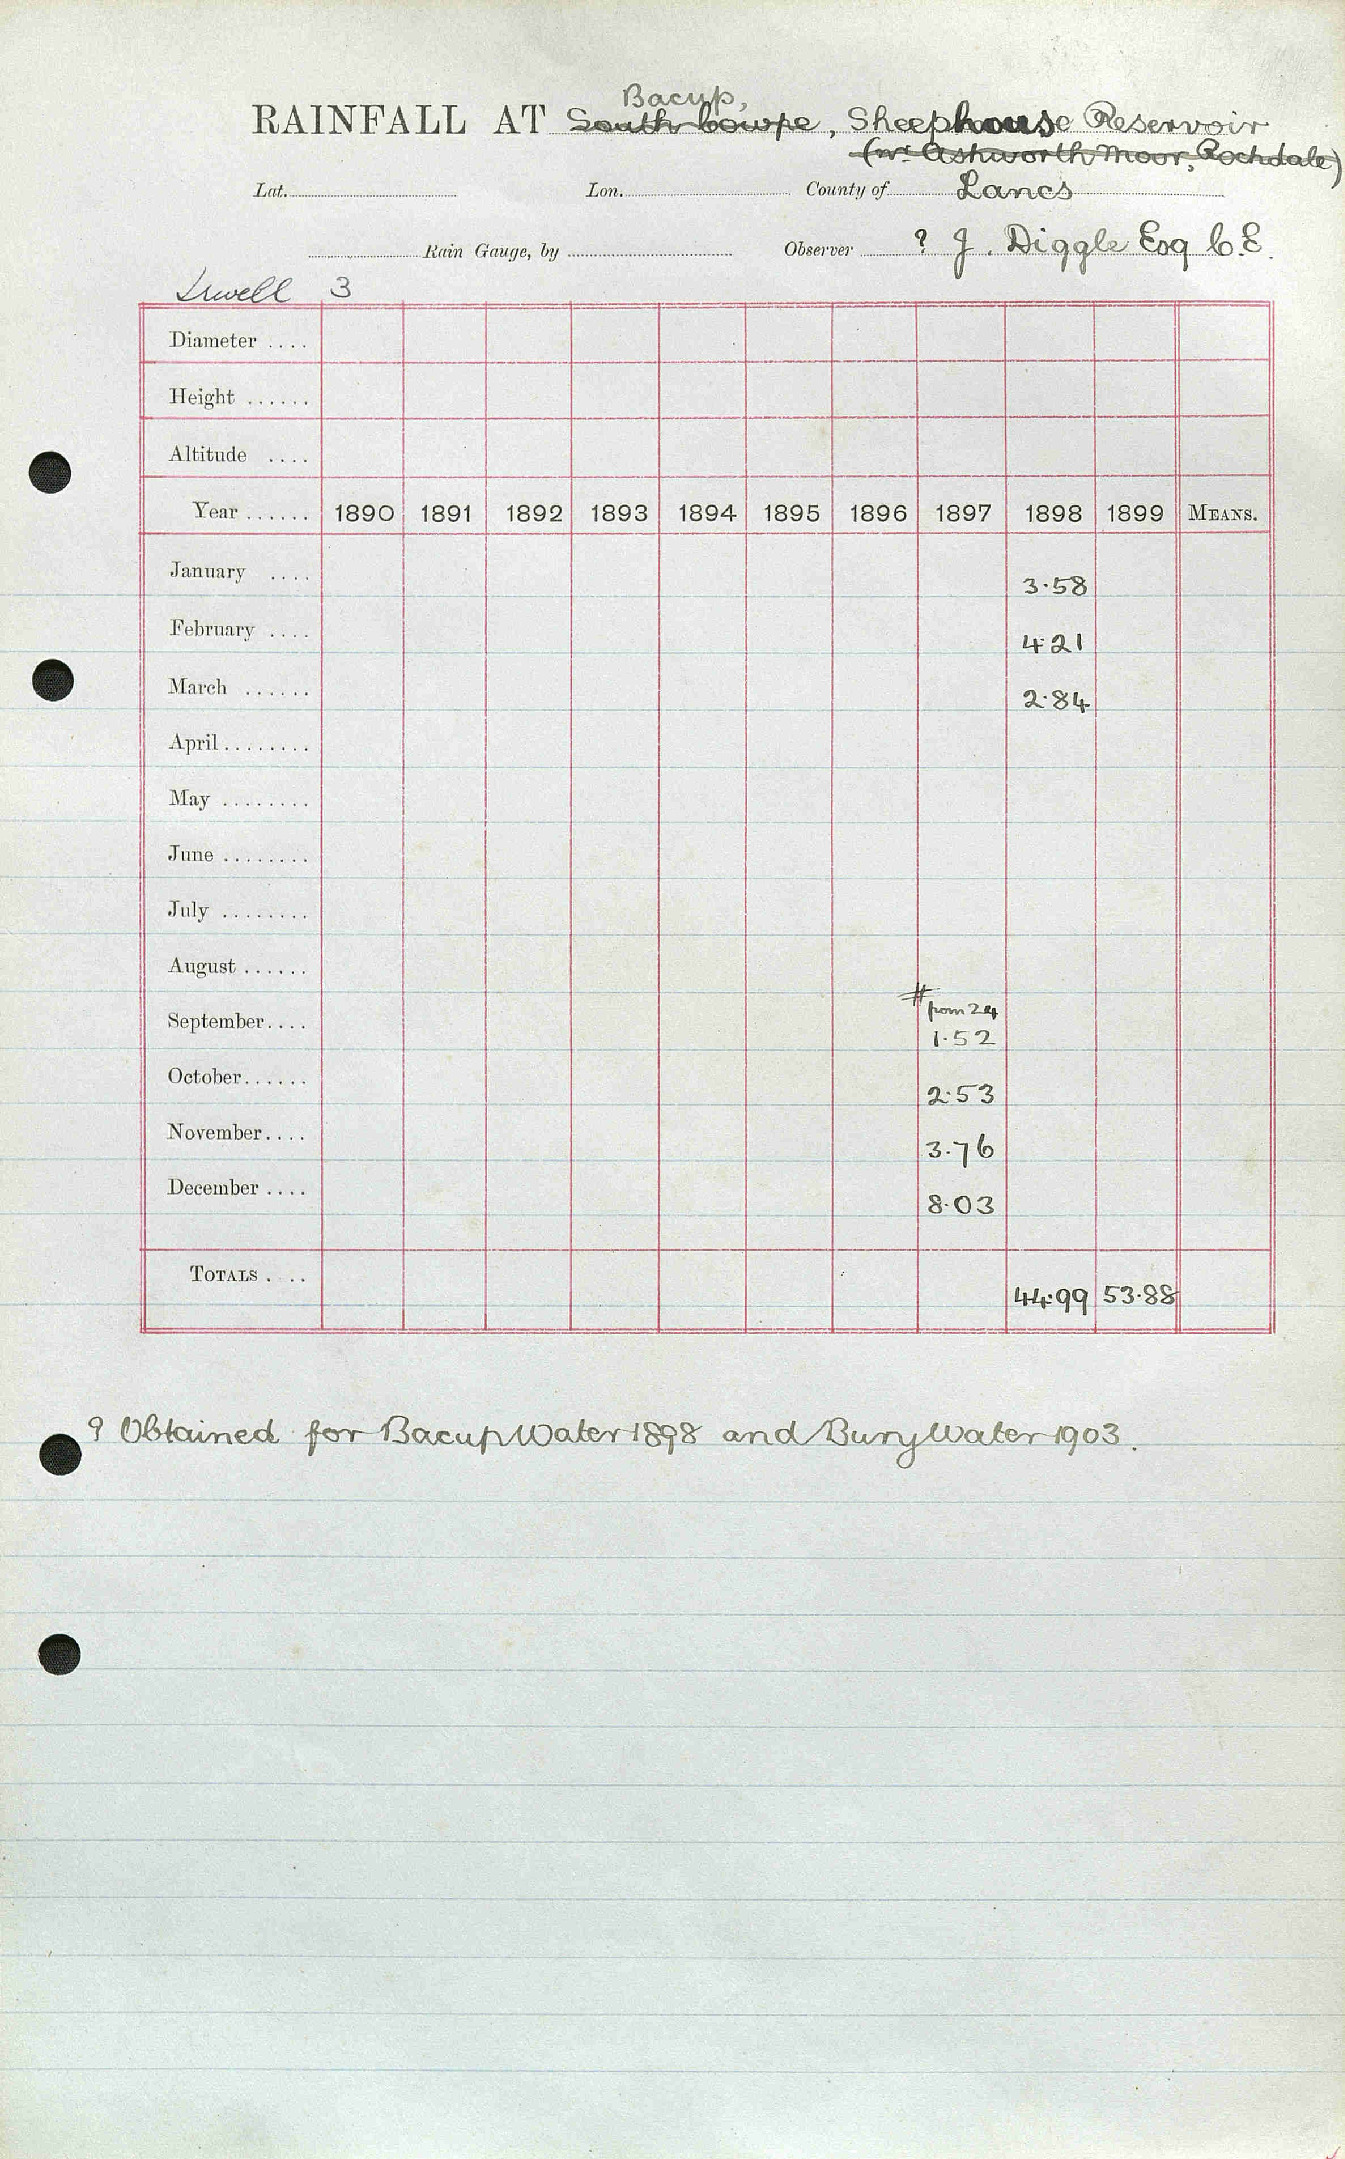 Bacup,
RAINFALL AT South Cowpe, Sheephouse Reservoir
(nr Ashworth Moor, Rochdale)
Lat. Lon. County of Lancs
Rain Gauge, by Observer ? J. Diggle Esq C.E.
Irwell 3
Diameter ....
Height ......
Altitude ....
Year ...... 1890 1891 1892 1893 1894 1895 1896 1897 1898 1899 MEANS.
January .... 3.58
February .... 4.21
March ...... 2.84
April ........
May ........
June ........
July ........
August ......
# from 24
September.... 1.52
October...... 2.53
November.... 3.76
December .... 8.03
TOTALS .... 44.99 53.88
? Obtained for Bacup Water 1898 and Bury Water 1903.